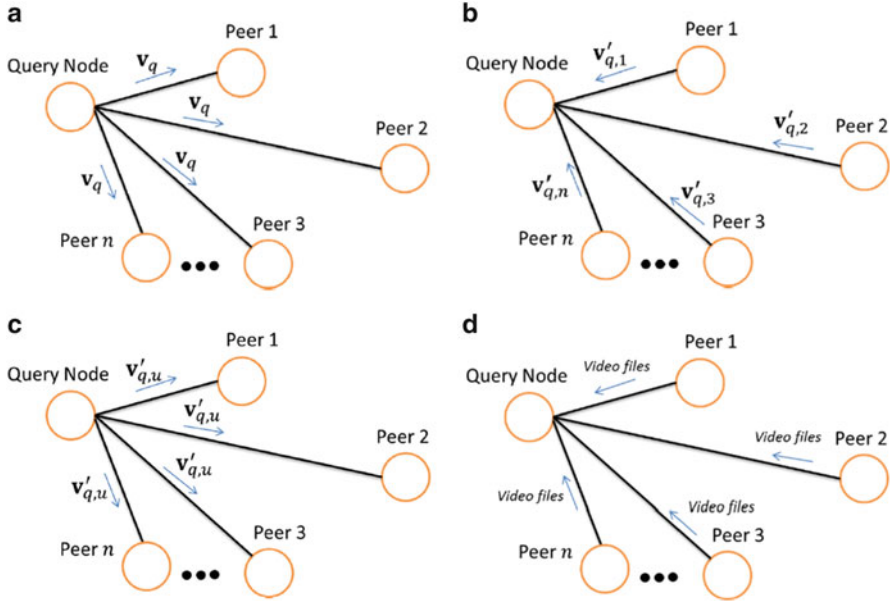 a
Peer 1
Query Node
𝐯_q
𝐯_q
Peer 2
𝐯_q
𝐯_q
Peer 3
Peer n
b
Peer 1
Query Node
𝐯′_{q,1}
𝐯′_{q,2}
Peer 2
𝐯′_{q,n}
𝐯′_{q,3}
Peer 3
Peer n
c
Peer 1
Query Node
𝐯′_{q,u}
𝐯′_{q,u}
Peer 2
𝐯′_{q,u}
𝐯′_{q,u}
Peer 3
Peer n
d
Peer 1
Query Node
Video files
Video files
Peer 2
Video files
Video files
Peer 3
Peer n